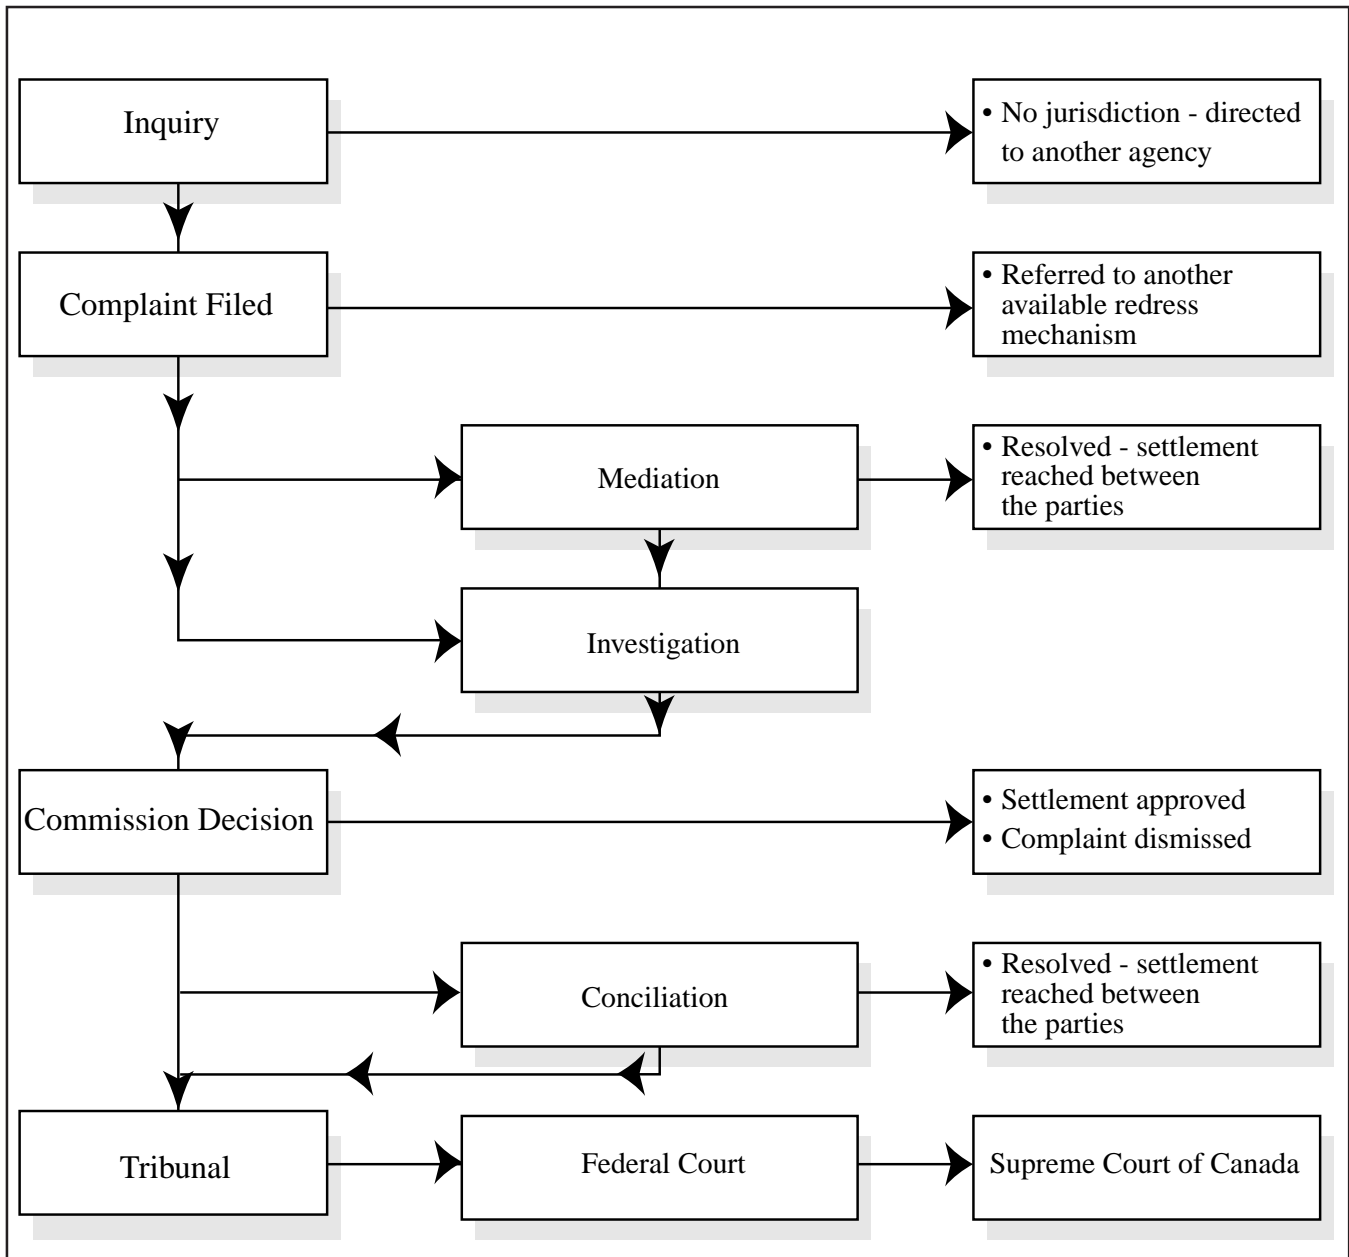 Inquiry
• No jurisdiction - directed
to another agency
Complaint Filed
• Referred to another
available redress
mechanism
Mediation
• Resolved - settlement
reached between
the parties
Investigation
Commission Decision
• Settlement approved
• Complaint dismissed
Conciliation
• Resolved - settlement
reached between
the parties
Tribunal
Federal Court
Supreme Court of Canada